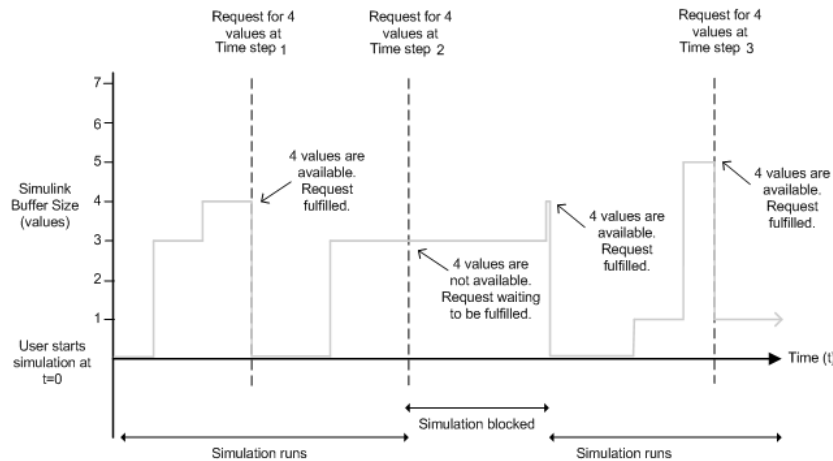 Request for 4
values at
Time step 1
Request for 4
values at
Time step 2
Request for 4
values at
Time step 3
7
6
5
4
3
2
1
Simulink
Buffer Size
(values)
4 values are
available.
Request
fulfilled.
4 values are
not available.
Request waiting
to be fulfilled.
4 values are
available.
Request
fulfilled.
4 values are
available.
Request
fulfilled.
User starts
simulation at
t=0
Time (t)
Simulation blocked
Simulation runs
Simulation runs